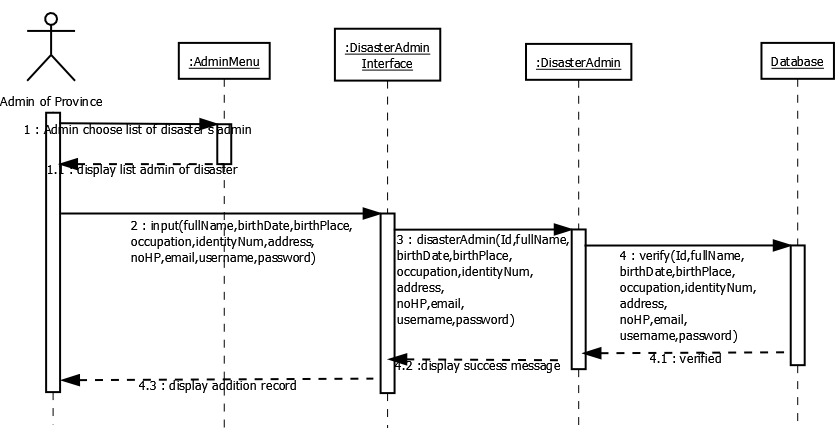 :DisasterAdmin
Interface
:AdminMenu
:DisasterAdmin
Database
Admin of Province
1 : Admin choose list of disaster's admin
1.1 : display list admin of disaster
2 : input(fullName,birthDate,birthPlace,
occupation,identityNum,address,
noHP,email,username,password)
3 : disasterAdmin(Id,fullName,
birthDate,birthPlace,
occupation,identityNum,
address,
noHP,email,
username,password)
4 : verify(Id,fullName,
birthDate,birthPlace,
occupation,identityNum,
address,
noHP,email,
username,password)
4.1 : verified
4.2 :display success message
4.3 : display addition record